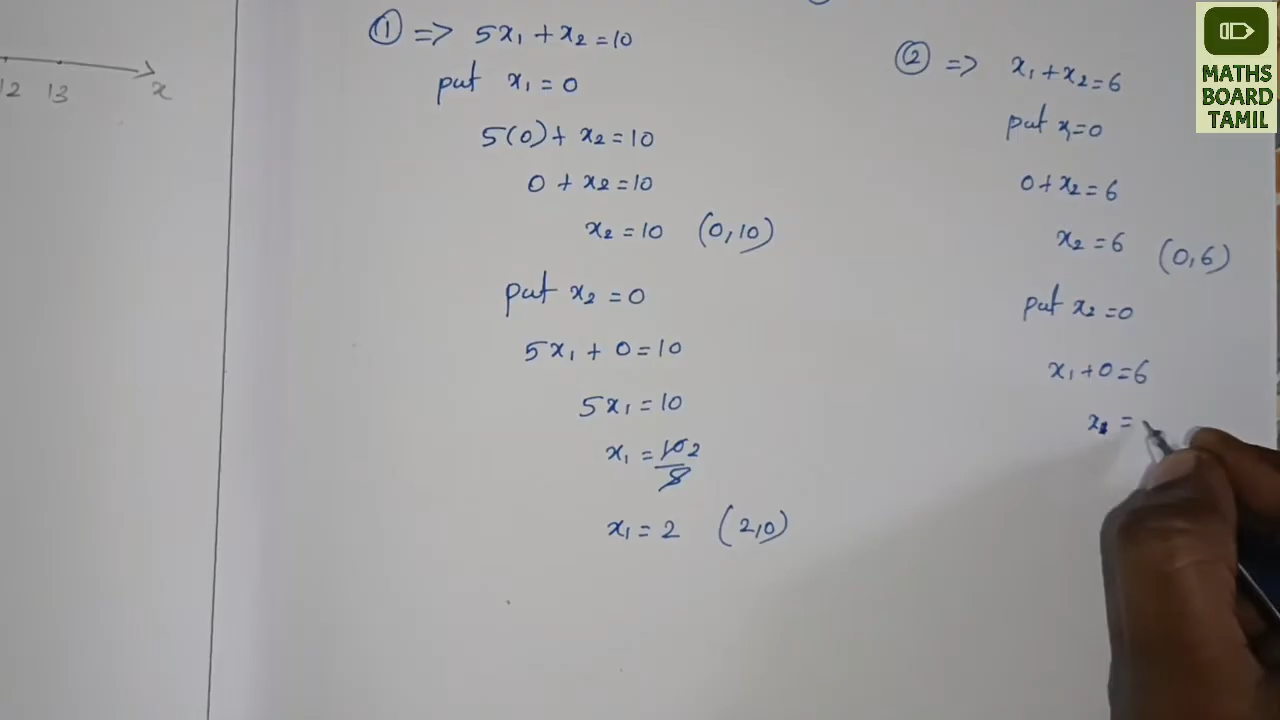 ① => 5x₁ + x₂ = 10
put x₁ = 0
5(0) + x₂ = 10
0 + x₂ = 10
x₂ = 10 (0,10)
put x₂ = 0
5x₁ + 0 = 10
5x₁ = 10
x₁ = 10/5 2
x₁ = 2 (2,0)
② => x₁ + x₂ = 6
put x₁ = 0
0 + x₂ = 6
x₂ = 6 (0,6)
put x₂ = 0
x₁ + 0 = 6
x₁ =
12 13 x
MATHS
BOARD
TAMIL